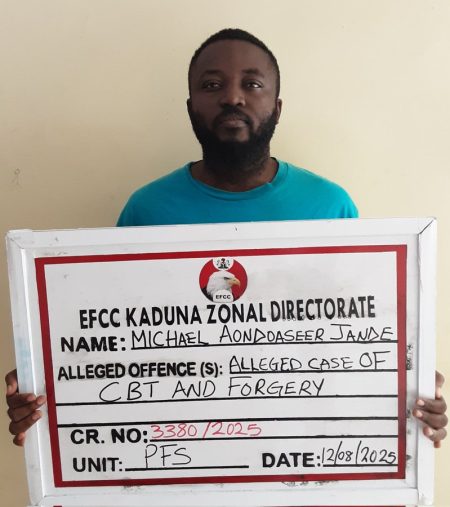 EFCC
EFCC KADUNA ZONAL DIRECTORATE
NAME: MICHAEL AONDOASEER JANDE
ALLEGED OFFENCE (S): ALLEGED CASE OF
CBT AND FORGERY
CR. NO: 3380/2025
UNIT: PFS DATE: 12/08/2025